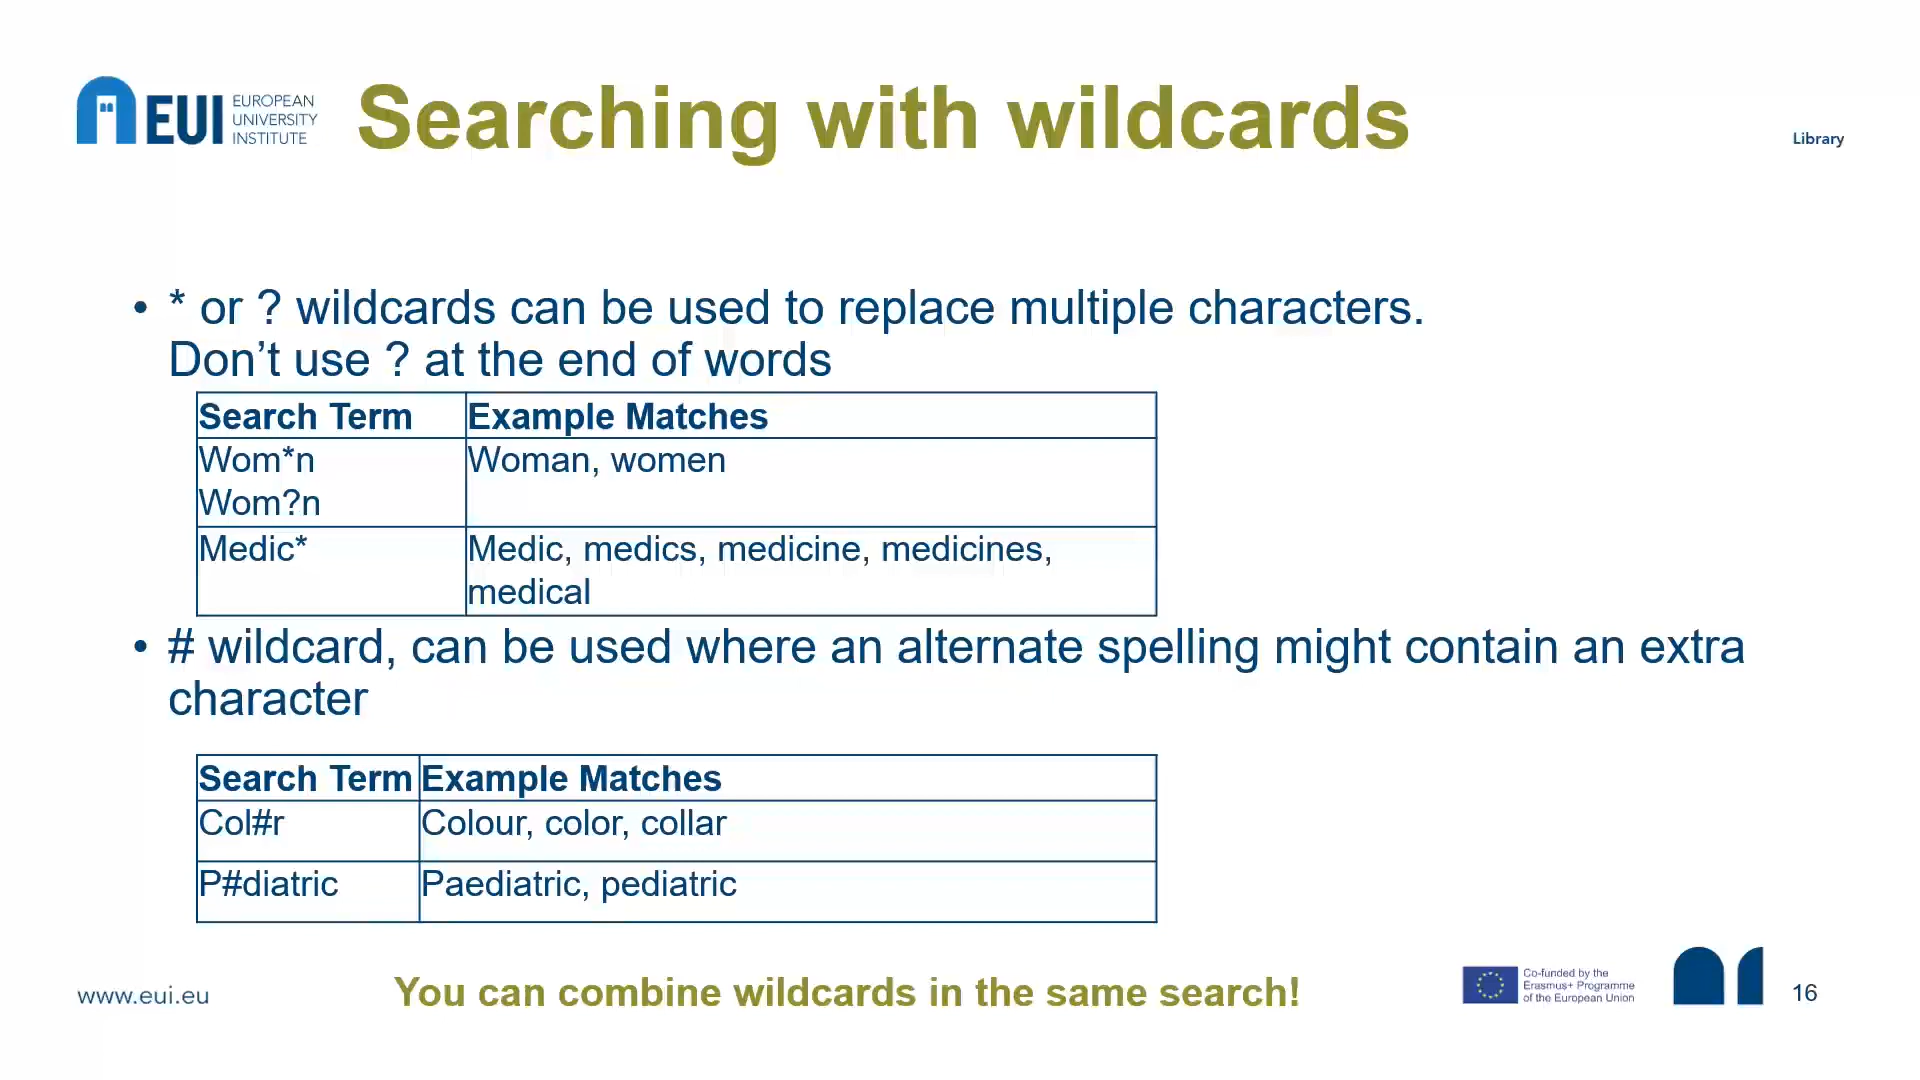 EUI EUROPEAN
UNIVERSITY
INSTITUTE
Searching with wildcards
Library
• * or ? wildcards can be used to replace multiple characters.
Don’t use ? at the end of words
Search Term Example Matches
Wom*n Woman, women
Wom?n
Medic* Medic, medics, medicine, medicines,
medical
• # wildcard, can be used where an alternate spelling might contain an extra
character
Search Term Example Matches
Col#r Colour, color, collar
P#diatric Paediatric, pediatric
www.eui.eu
You can combine wildcards in the same search!
Co-funded by the
Erasmus+ Programme
of the European Union
16